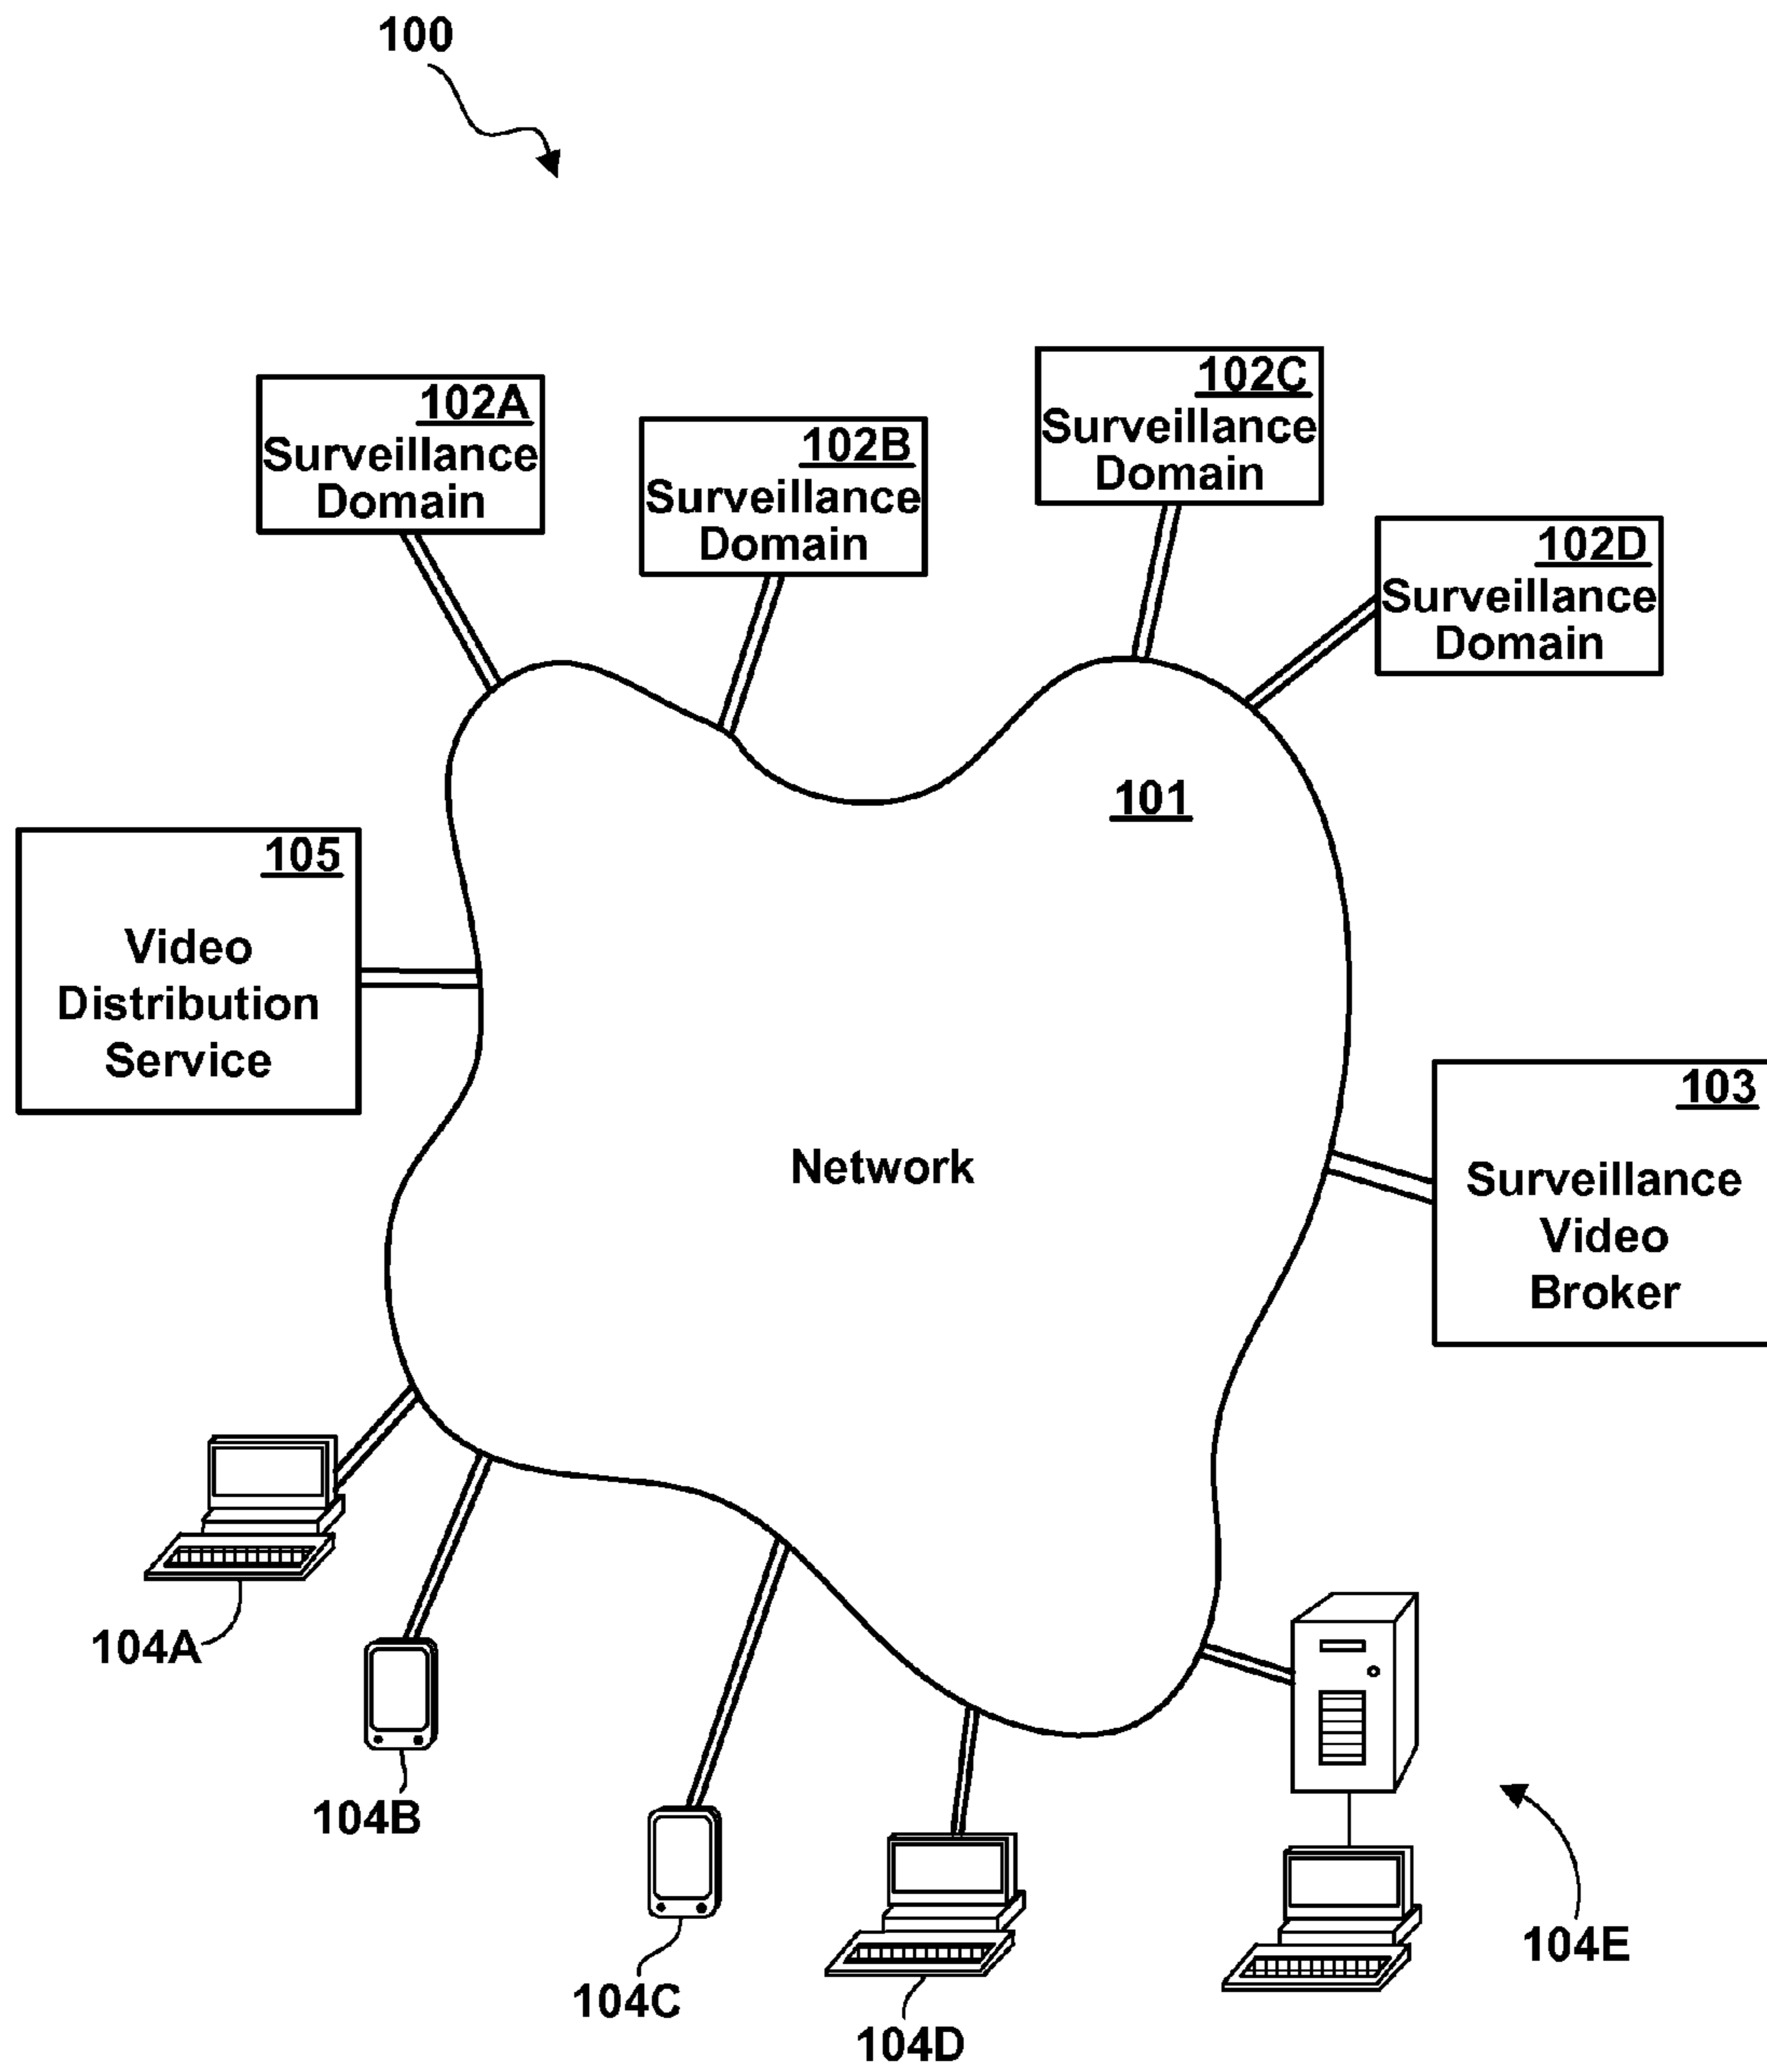 100
102A
Surveillance
Domain
102B
Surveillance
Domain
102C
Surveillance
Domain
102D
Surveillance
Domain
101
105
Video
Distribution
Service
Network
103
Surveillance
Video
Broker
104A
104B
104C
104D
104E